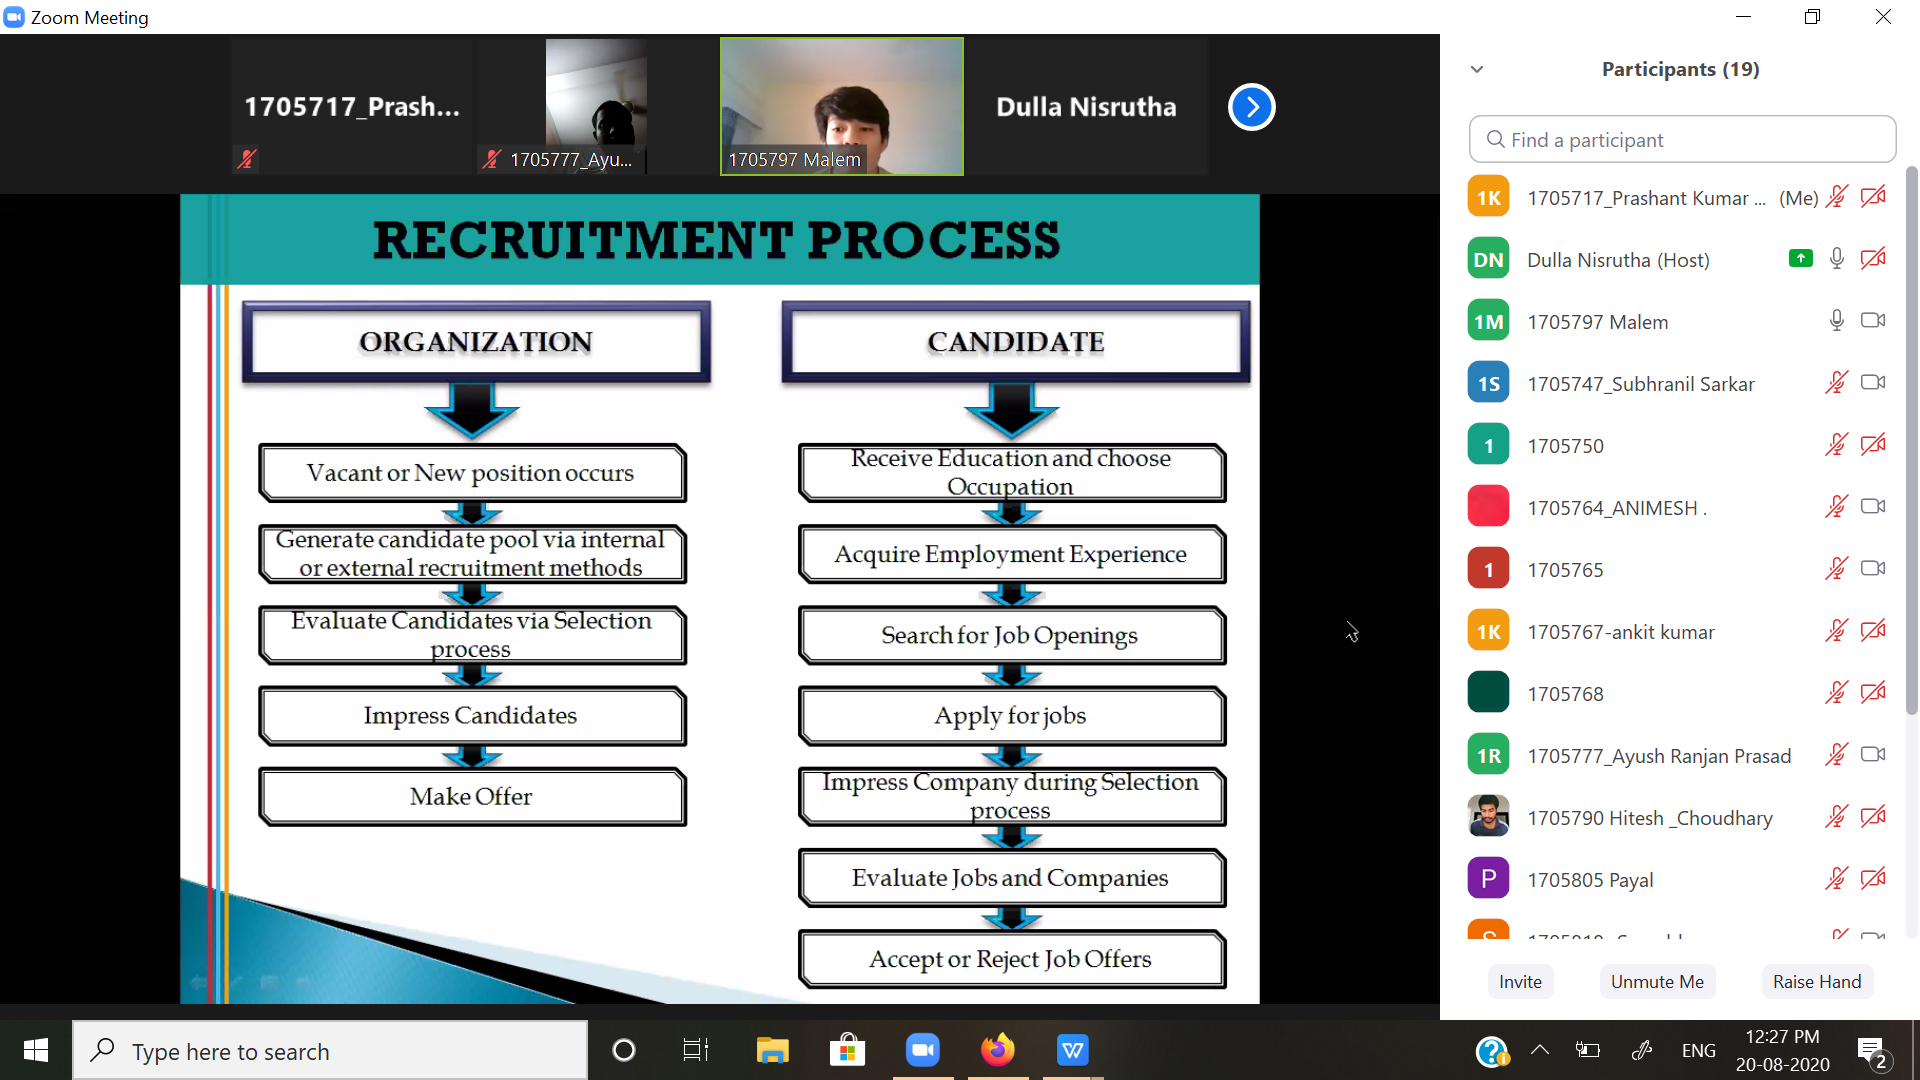 Zoom Meeting
1705717_Prash...
1705777_Ayu...
1705797 Malem
Dulla Nisrutha
RECRUITMENT PROCESS
ORGANIZATION
Vacant or New position occurs
Generate candidate pool via internal
or external recruitment methods
Evaluate Candidates via Selection
process
Impress Candidates
Make Offer
CANDIDATE
Receive Education and choose
Occupation
Acquire Employment Experience
Search for Job Openings
Apply for jobs
Impress Company during Selection
process
Evaluate Jobs and Companies
Accept or Reject Job Offers
Participants (19)
Find a participant
1K 1705717_Prashant Kumar ... (Me)
DN Dulla Nisrutha (Host)
1M 1705797 Malem
1S 1705747_Subhranil Sarkar
1 1705750
1705764_ANIMESH .
1 1705765
1K 1705767-ankit kumar
1705768
1R 1705777_Ayush Ranjan Prasad
1705790 Hitesh _Choudhary
P 1705805 Payal
Invite
Unmute Me
Raise Hand
Type here to search
W
ENG
12:27 PM
20-08-2020
2